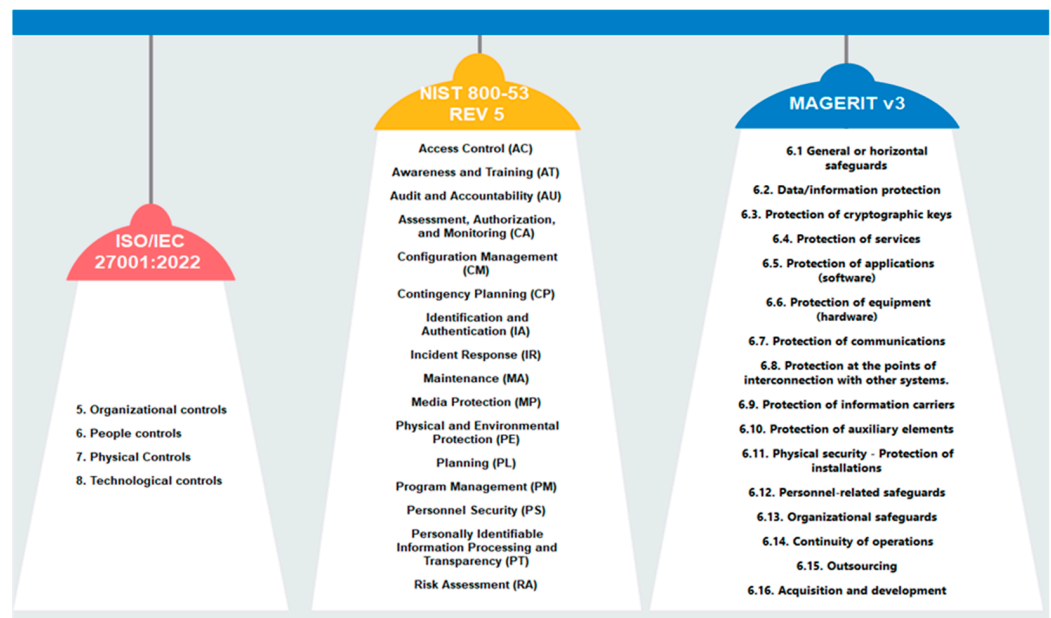 ISO/IEC
27001:2022
5. Organizational controls
6. People controls
7. Physical Controls
8. Technological controls
NIST 800-53
REV 5
Access Control (AC)
Awareness and Training (AT)
Audit and Accountability (AU)
Assessment, Authorization,
and Monitoring (CA)
Configuration Management
(CM)
Contingency Planning (CP)
Identification and
Authentication (IA)
Incident Response (IR)
Maintenance (MA)
Media Protection (MP)
Physical and Environmental
Protection (PE)
Planning (PL)
Program Management (PM)
Personnel Security (PS)
Personally Identifiable
Information Processing and
Transparency (PT)
Risk Assessment (RA)
MAGERIT v3
6.1 General or horizontal
safeguards
6.2. Data/information protection
6.3. Protection of cryptographic keys
6.4. Protection of services
6.5. Protection of applications
(software)
6.6. Protection of equipment
(hardware)
6.7. Protection of communications
6.8. Protection at the points of
interconnection with other systems.
6.9. Protection of information carriers
6.10. Protection of auxiliary elements
6.11. Physical security - Protection of
installations
6.12. Personnel-related safeguards
6.13. Organizational safeguards
6.14. Continuity of operations
6.15. Outsourcing
6.16. Acquisition and development